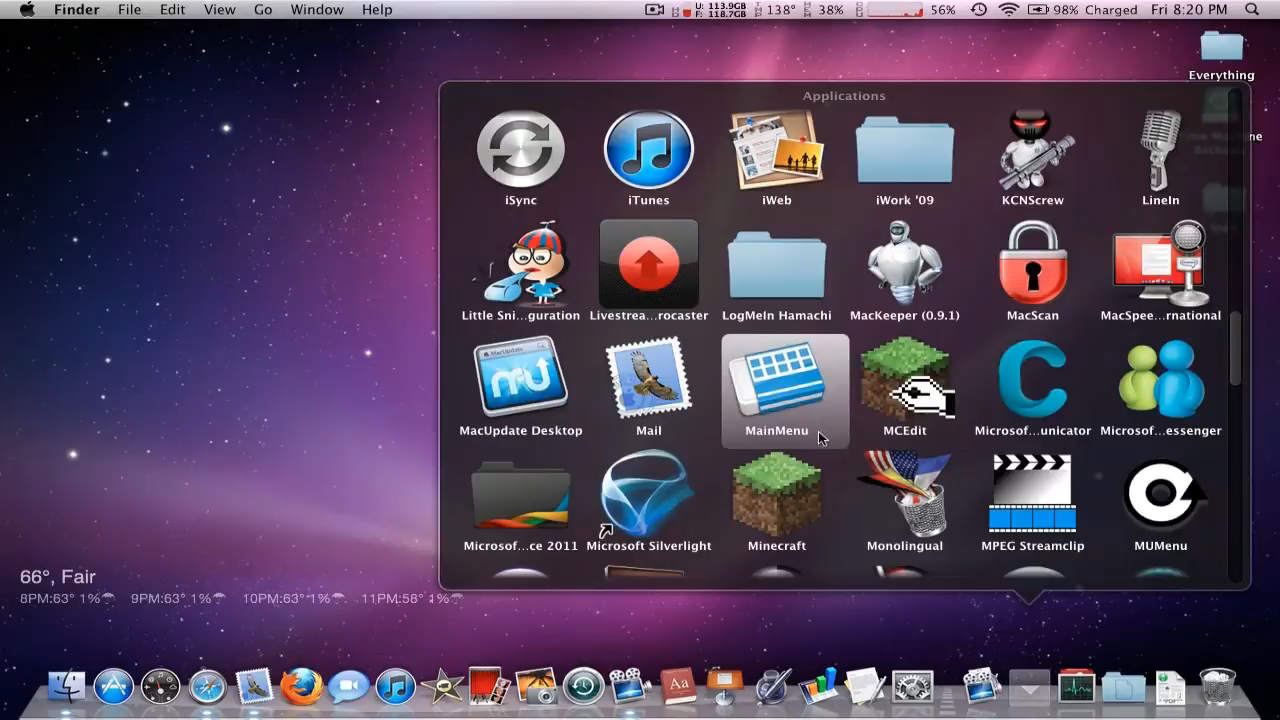 Finder File Edit View Go Window Help U: 113.9GB 138° 38% 56% 98% Charged Fri 8:20 PM
F: 118.7GB
Everything
Applications
iSync iTunes iWeb iWork '09 KCNScrew LineIn
Little Sni...guration Livestrea...rocaster LogMeIn Hamachi MacKeeper (0.9.1) MacScan MacSpee...rnational
MacUpdate Desktop Mail MainMenu MCEdit Microsof...unicator Microsof...essenger
Microsof...ce 2011 Microsoft Silverlight Minecraft Monolingual MPEG Streamclip MUMenu
66°, Fair
8PM:63° 1% 9PM:63° 1% 10PM:63° 1% 11PM:58° 1%